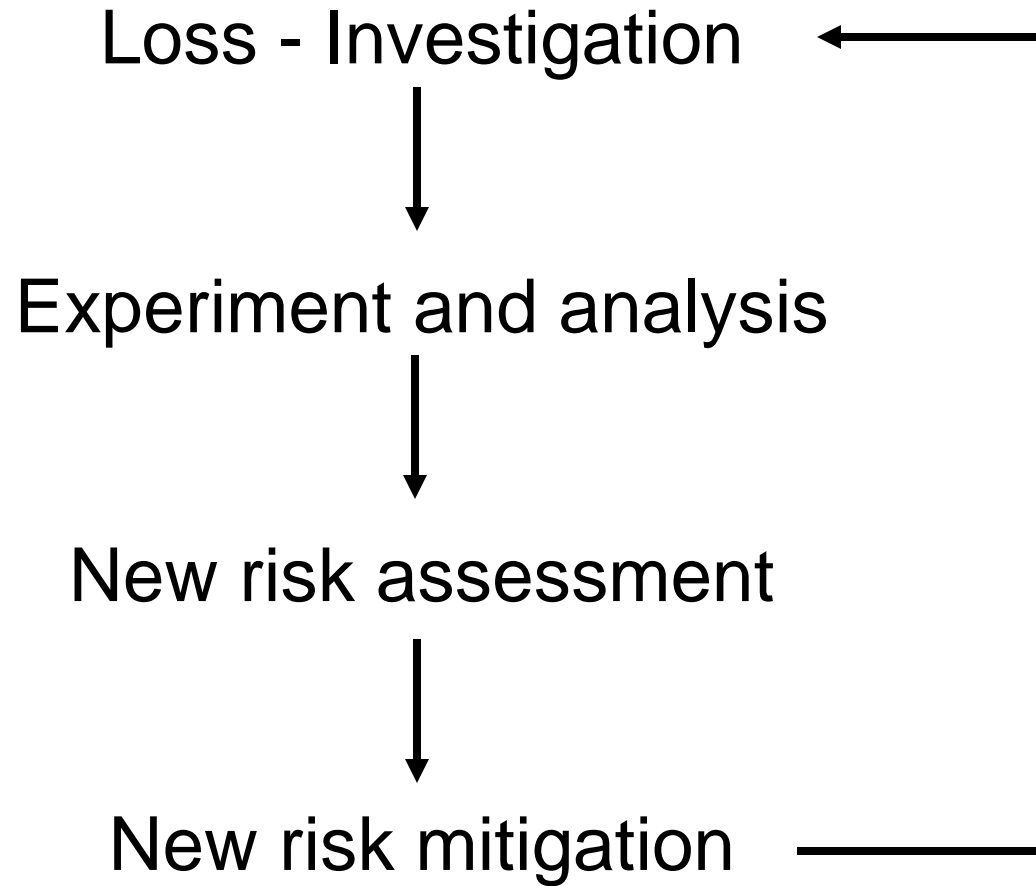 Loss - Investigation
Experiment and analysis
New risk assessment
New risk mitigation